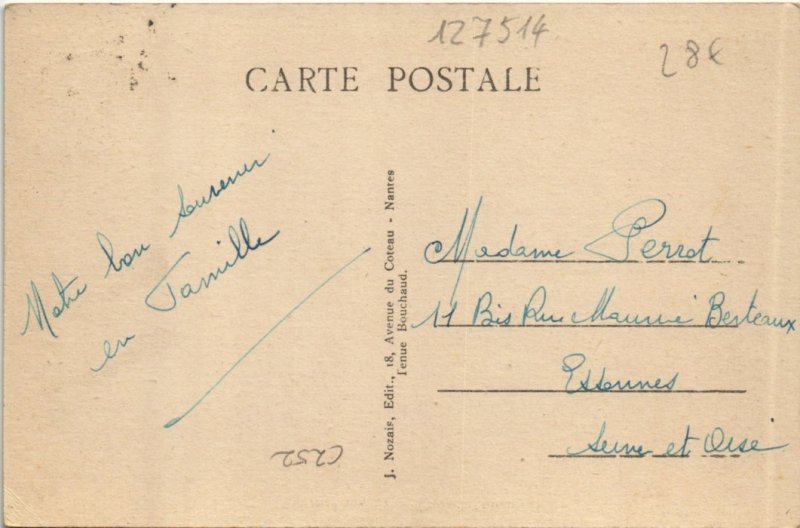 127514
28€
CARTE POSTALE
Notre bon souvenir
en Famille
J. Nozais, Edit., 18, Avenue du Coteau - Nantes
Tenue Bouchaud.
Madame Perrot
11 Bis Rue Maurice Berteaux
Essonnes
Seine et Oise
C252